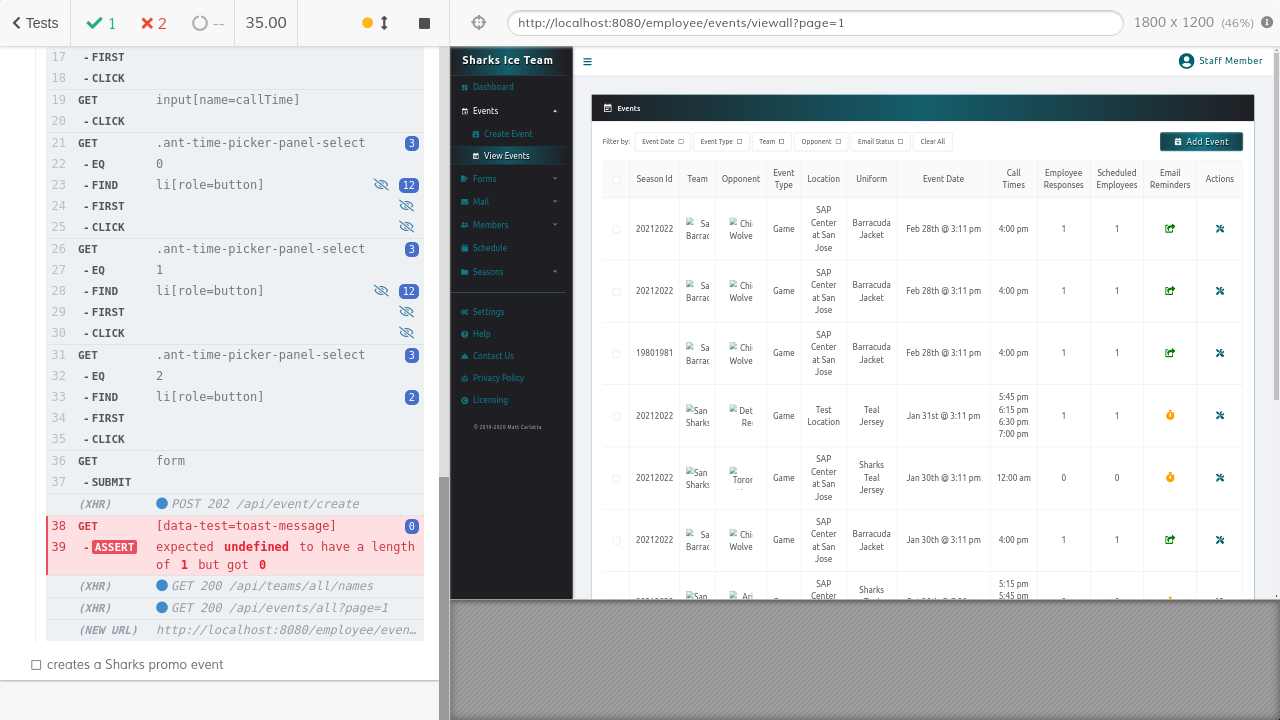 Tests
1
2
--
35.00
http://localhost:8080/employee/events/viewall?page=1
1800 x 1200 (46%)
17 -FIRST
18 -CLICK
19 GET input[name=callTime]
20 -CLICK
21 GET .ant-time-picker-panel-select 3
22 -EQ 0
23 -FIND li[role=button] 12
24 -FIRST
25 -CLICK
26 GET .ant-time-picker-panel-select 3
27 -EQ 1
28 -FIND li[role=button] 12
29 -FIRST
30 -CLICK
31 GET .ant-time-picker-panel-select 3
32 -EQ 2
33 -FIND li[role=button] 2
34 -FIRST
35 -CLICK
36 GET form
37 -SUBMIT
(XHR) POST 202 /api/event/create
38 GET [data-test=toast-message] 0
39 -ASSERT expected undefined to have a length
of 1 but got 0
(XHR) GET 200 /api/teams/all/names
(XHR) GET 200 /api/events/all?page=1
(NEW URL) http://localhost:8080/employee/even…
creates a Sharks promo event
Sharks Ice Team
Dashboard
Events
Create Event
View Events
Forms
Mail
Members
Schedule
Seasons
Settings
Help
Contact Us
Privacy Policy
Licensing
© 2019-2020 Matt Carlotta
Staff Member
Events
Filter by: Event Date Event Type Team Opponent Email Status Clear All
Add Event
Season Id Team Opponent Event Type Location Uniform Event Date Call Times Employee Responses Scheduled Employees Email Reminders Actions
20212022 Sa Barrac Chi Wolve Game SAP Center at San Jose Barracuda Jacket Feb 28th @ 3:11 pm 4:00 pm 1 1
20212022 Sa Barrac Chi Wolve Game SAP Center at San Jose Barracuda Jacket Feb 28th @ 3:11 pm 4:00 pm 1 1
19801981 Sa Barrac Chi Wolve Game SAP Center at San Jose Barracuda Jacket Feb 28th @ 3:11 pm 4:00 pm 1 1
20212022 San Sharks Det Re Game Test Location Teal Jersey Jan 31st @ 3:11 pm 5:45 pm 6:15 pm 6:30 pm 7:00 pm 1 1
20212022 San Sharks Toron Game SAP Center at San Jose Sharks Teal Jersey Jan 30th @ 3:11 pm 12:00 am 0 0
20212022 Sa Barrac Chi Wolve Game SAP Center at San Jose Barracuda Jacket Jan 30th @ 3:11 pm 4:00 pm 1 1
San Ari SAP Center Sharks 5:15 pm 5:45 pm